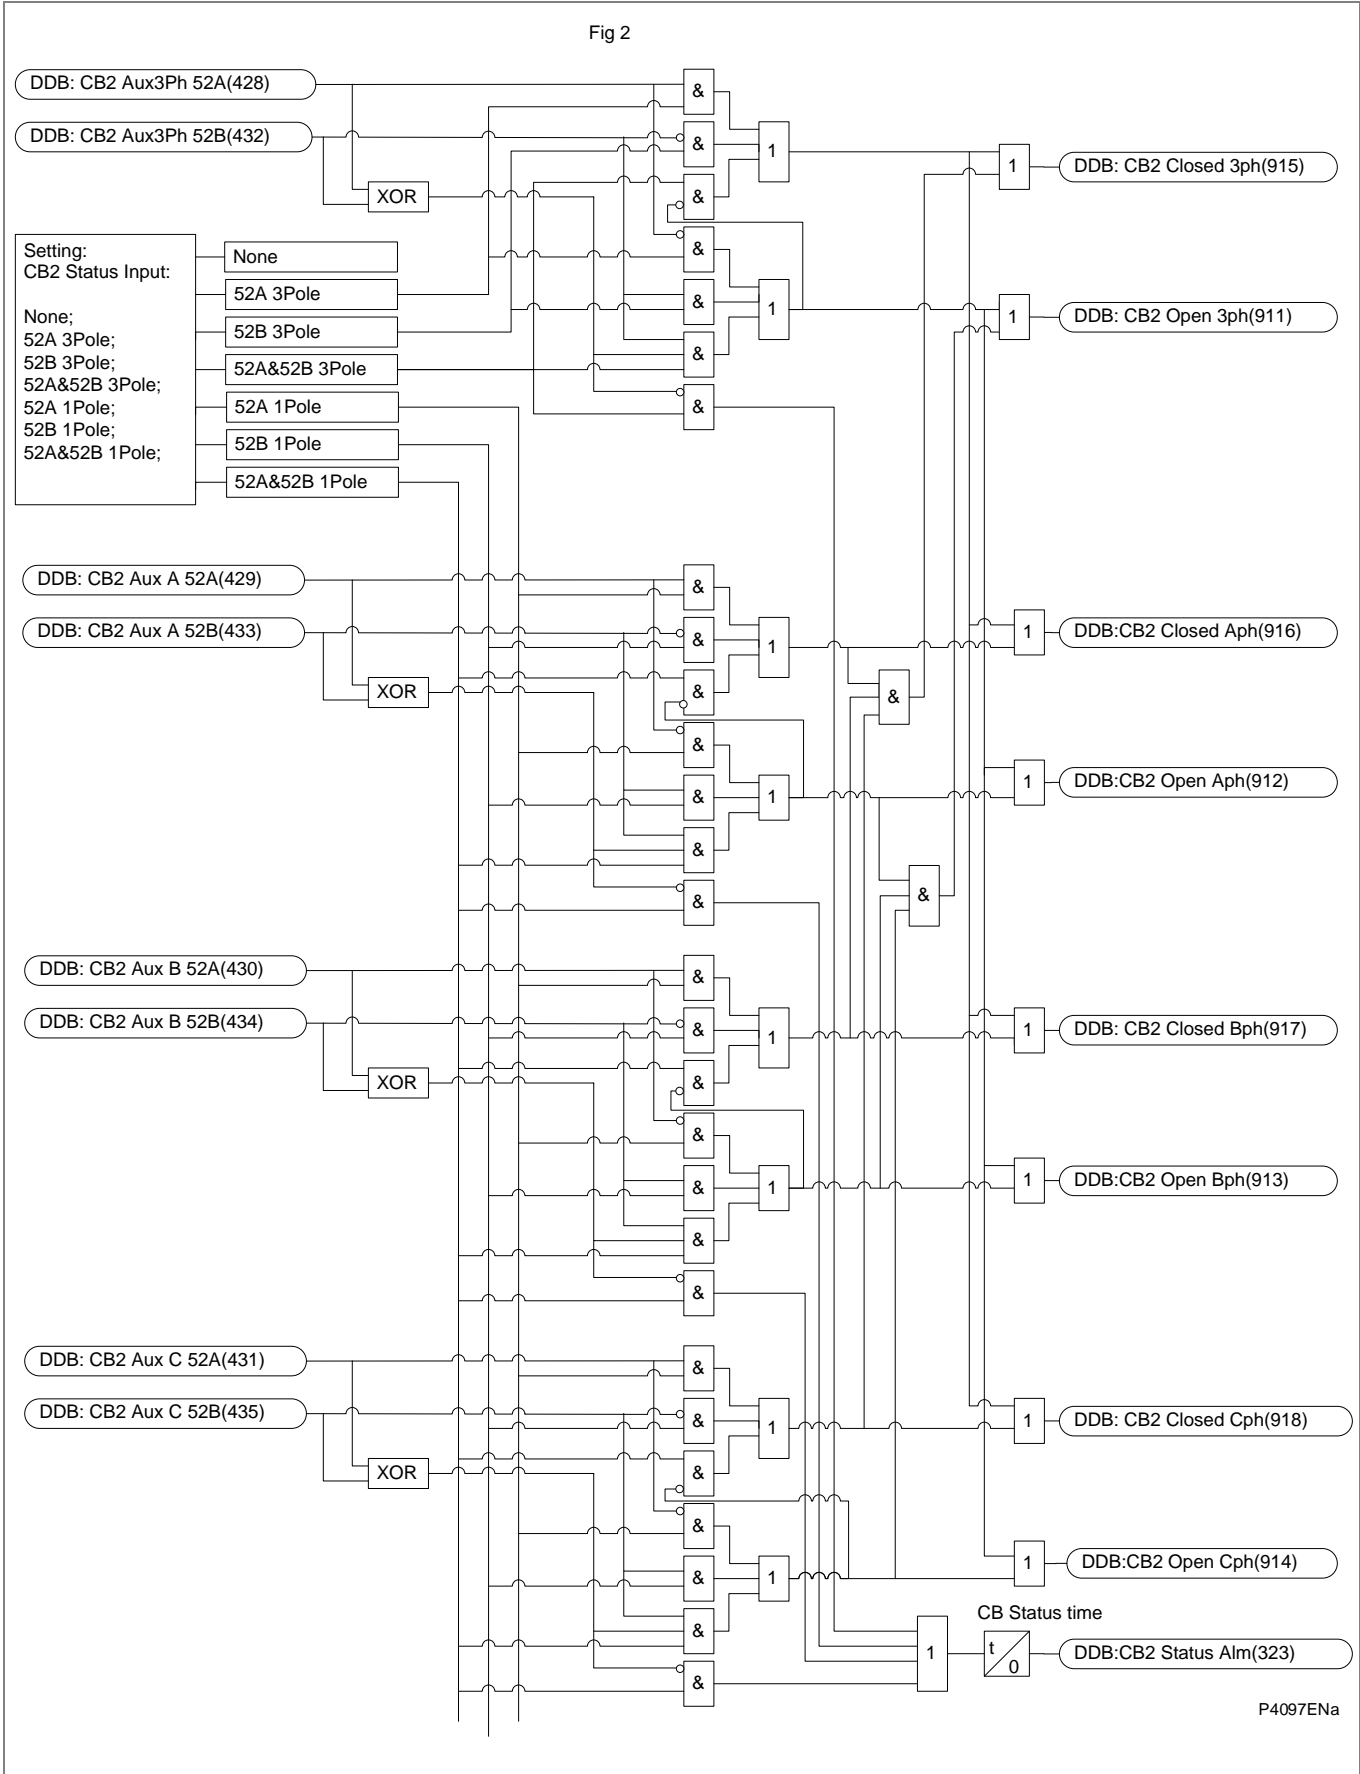 Fig 2
DDB: CB2 Aux3Ph 52A(428)
&
DDB: CB2 Aux3Ph 52B(432)
&
1
1
DDB: CB2 Closed 3ph(915)
XOR
&
Setting:
CB2 Status Input:
None;
52A 3Pole;
52B 3Pole;
52A&52B 3Pole;
52A 1Pole;
52B 1Pole;
52A&52B 1Pole;
None
52A 3Pole
52B 3Pole
52A&52B 3Pole
52A 1Pole
52B 1Pole
52A&52B 1Pole
&
&
1
1
DDB: CB2 Open 3ph(911)
&
&
DDB: CB2 Aux A 52A(429)
&
DDB: CB2 Aux A 52B(433)
&
1
1
DDB:CB2 Closed Aph(916)
XOR
&
&
&
&
1
1
DDB:CB2 Open Aph(912)
&
&
&
DDB: CB2 Aux B 52A(430)
&
DDB: CB2 Aux B 52B(434)
&
1
1
DDB: CB2 Closed Bph(917)
XOR
&
&
&
1
1
DDB:CB2 Open Bph(913)
&
&
DDB: CB2 Aux C 52A(431)
&
DDB: CB2 Aux C 52B(435)
&
1
1
DDB: CB2 Closed Cph(918)
XOR
&
&
&
1
1
DDB:CB2 Open Cph(914)
&
CB Status time
1
t
0
DDB:CB2 Status Alm(323)
&
P4097ENa